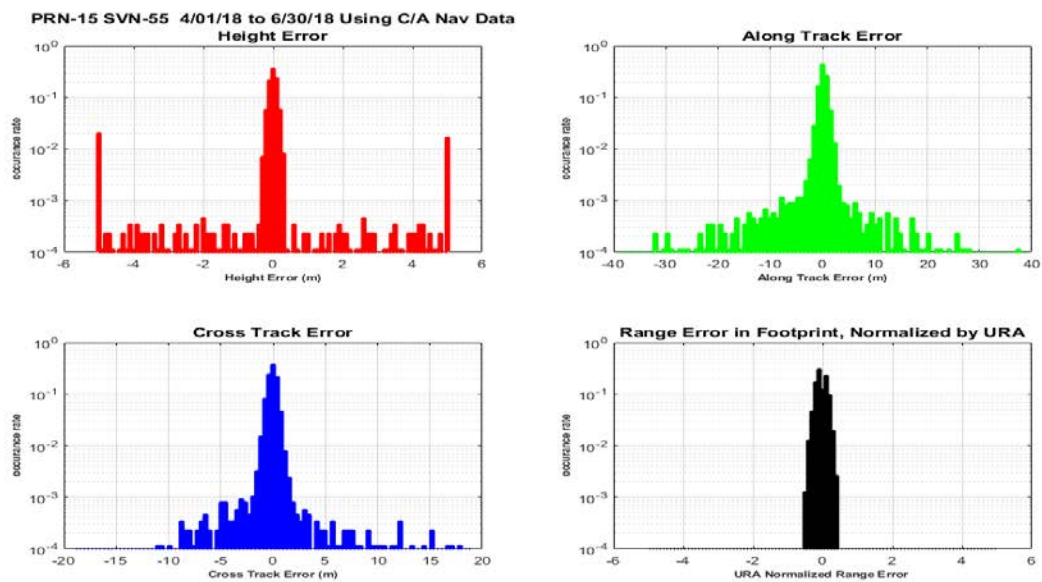 PRN-15 SVN-55 4/01/18 to 6/30/18 Using C/A Nav Data
Height Error
10^0
10^-1
10^-2
10^-3
10^-4
occurance rate
-6 -4 -2 0 2 4 6
Height Error (m)
Along Track Error
10^0
10^-1
10^-2
10^-3
10^-4
occurance rate
-40 -30 -20 -10 0 10 20 30 40
Along Track Error (m)
Cross Track Error
10^0
10^-1
10^-2
10^-3
10^-4
occurance rate
-20 -15 -10 -5 0 5 10 15 20
Cross Track Error (m)
Range Error in Footprint, Normalized by URA
10^0
10^-1
10^-2
10^-3
10^-4
occurance rate
-6 -4 -2 0 2 4 6
URA Normalized Range Error